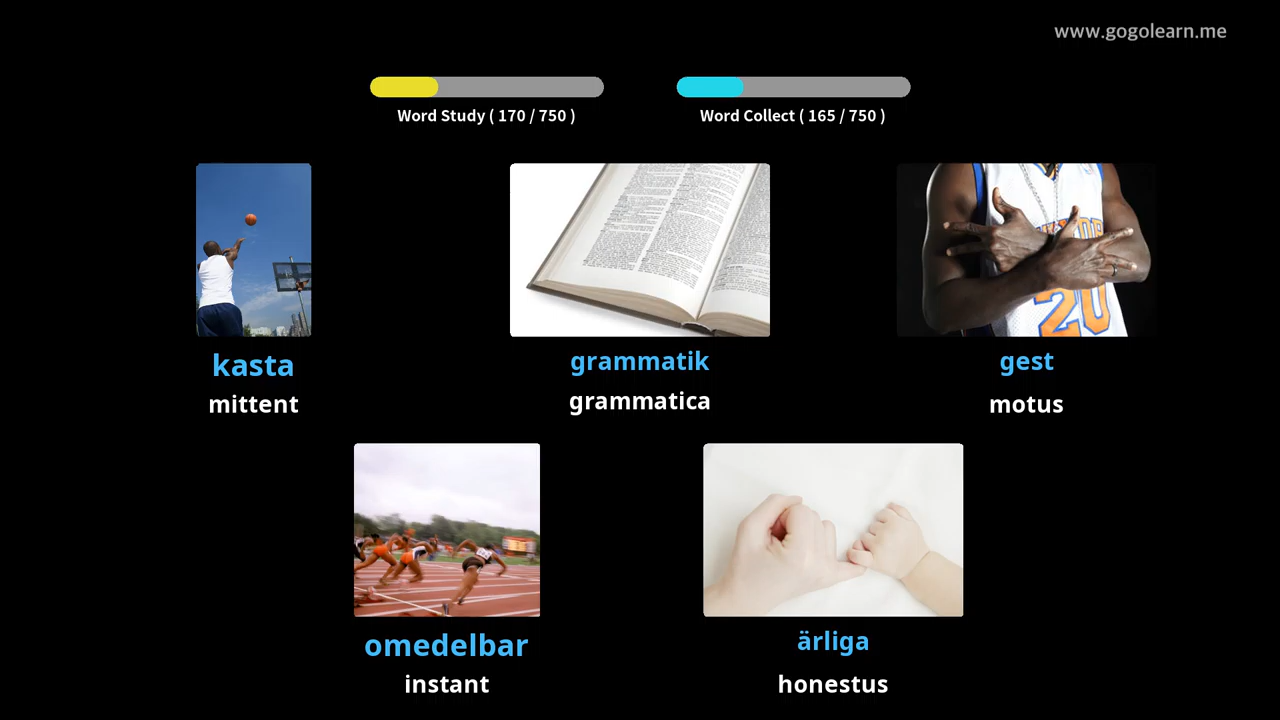 www.gogolearn.me
Word Study ( 170 / 750 )
Word Collect ( 165 / 750 )
kasta
mittent
grammatik
grammatica
gest
motus
20
omedelbar
instant
ärliga
honestus